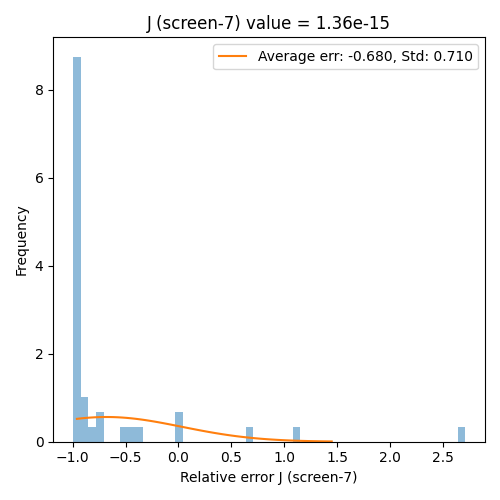 J (screen-7) value = 1.36e-15
Average err: -0.680, Std: 0.710
Frequency
8
6
4
2
0
−1.0 −0.5 0.0 0.5 1.0 1.5 2.0 2.5
Relative error J (screen-7)